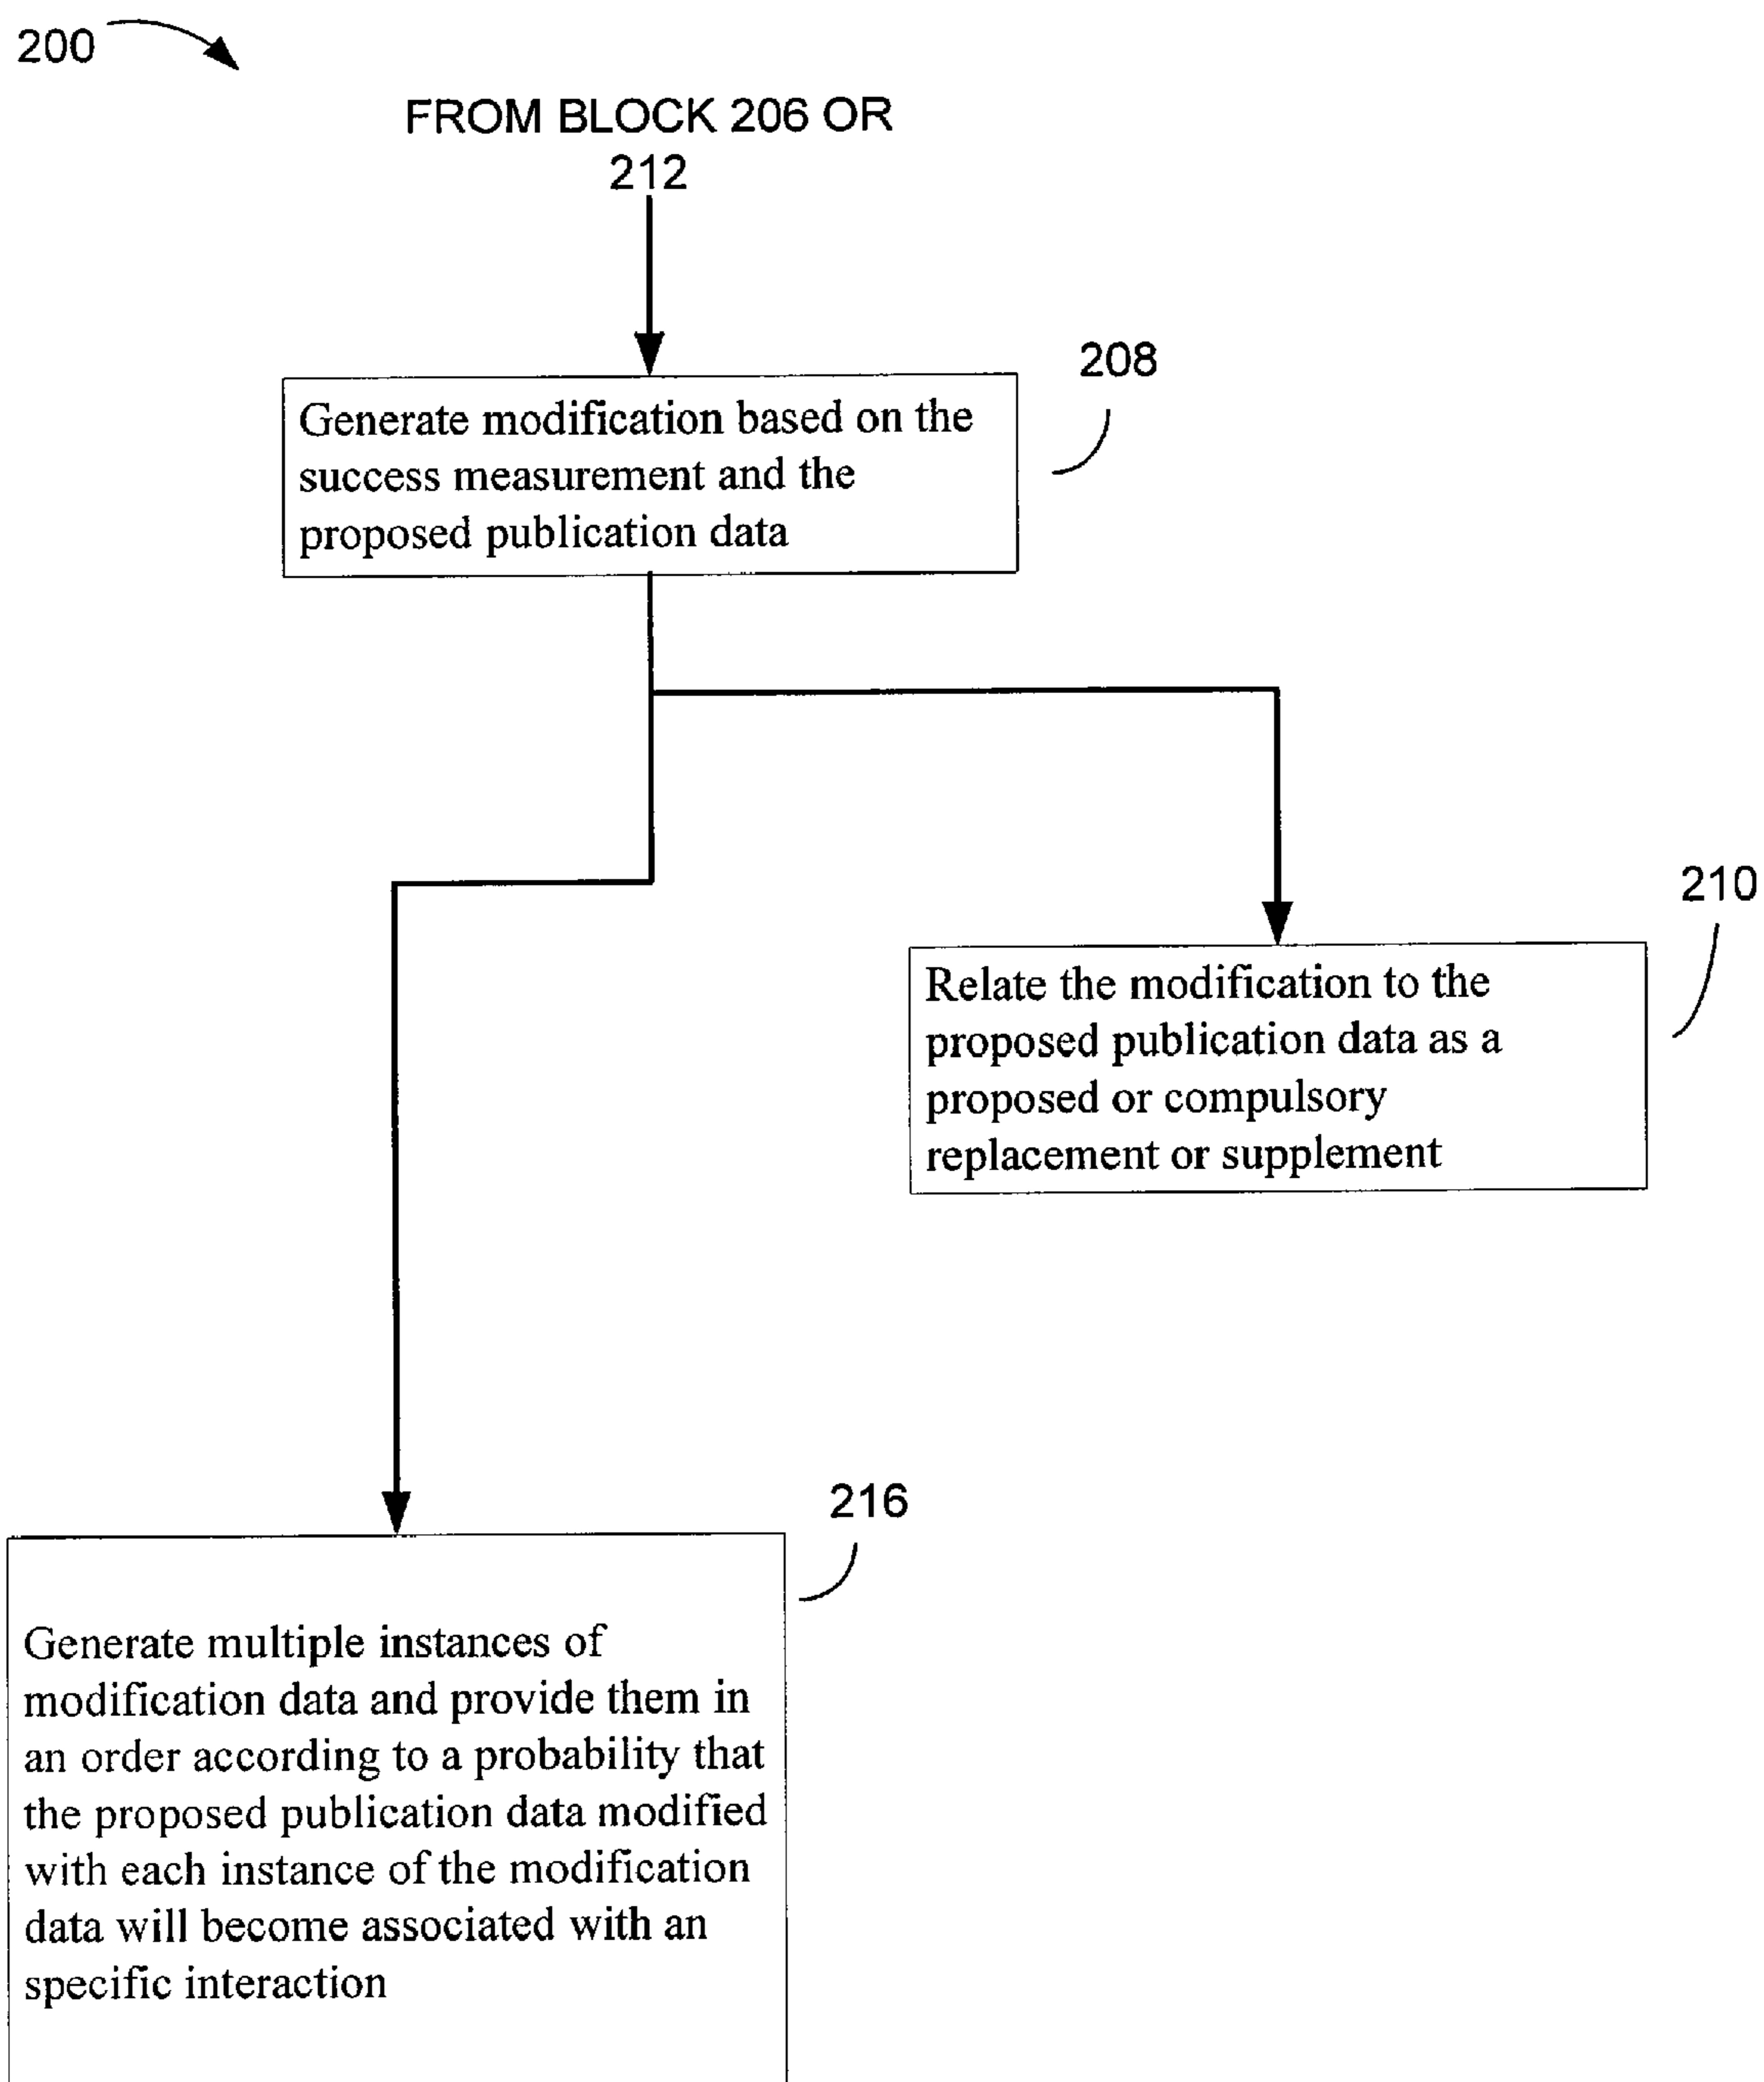 200
FROM BLOCK 206 OR
212
208
Generate modification based on the
success measurement and the
proposed publication data
210
Relate the modification to the
proposed publication data as a
proposed or compulsory
replacement or supplement
216
Generate multiple instances of
modification data and provide them in
an order according to a probability that
the proposed publication data modified
with each instance of the modification
data will become associated with an
specific interaction